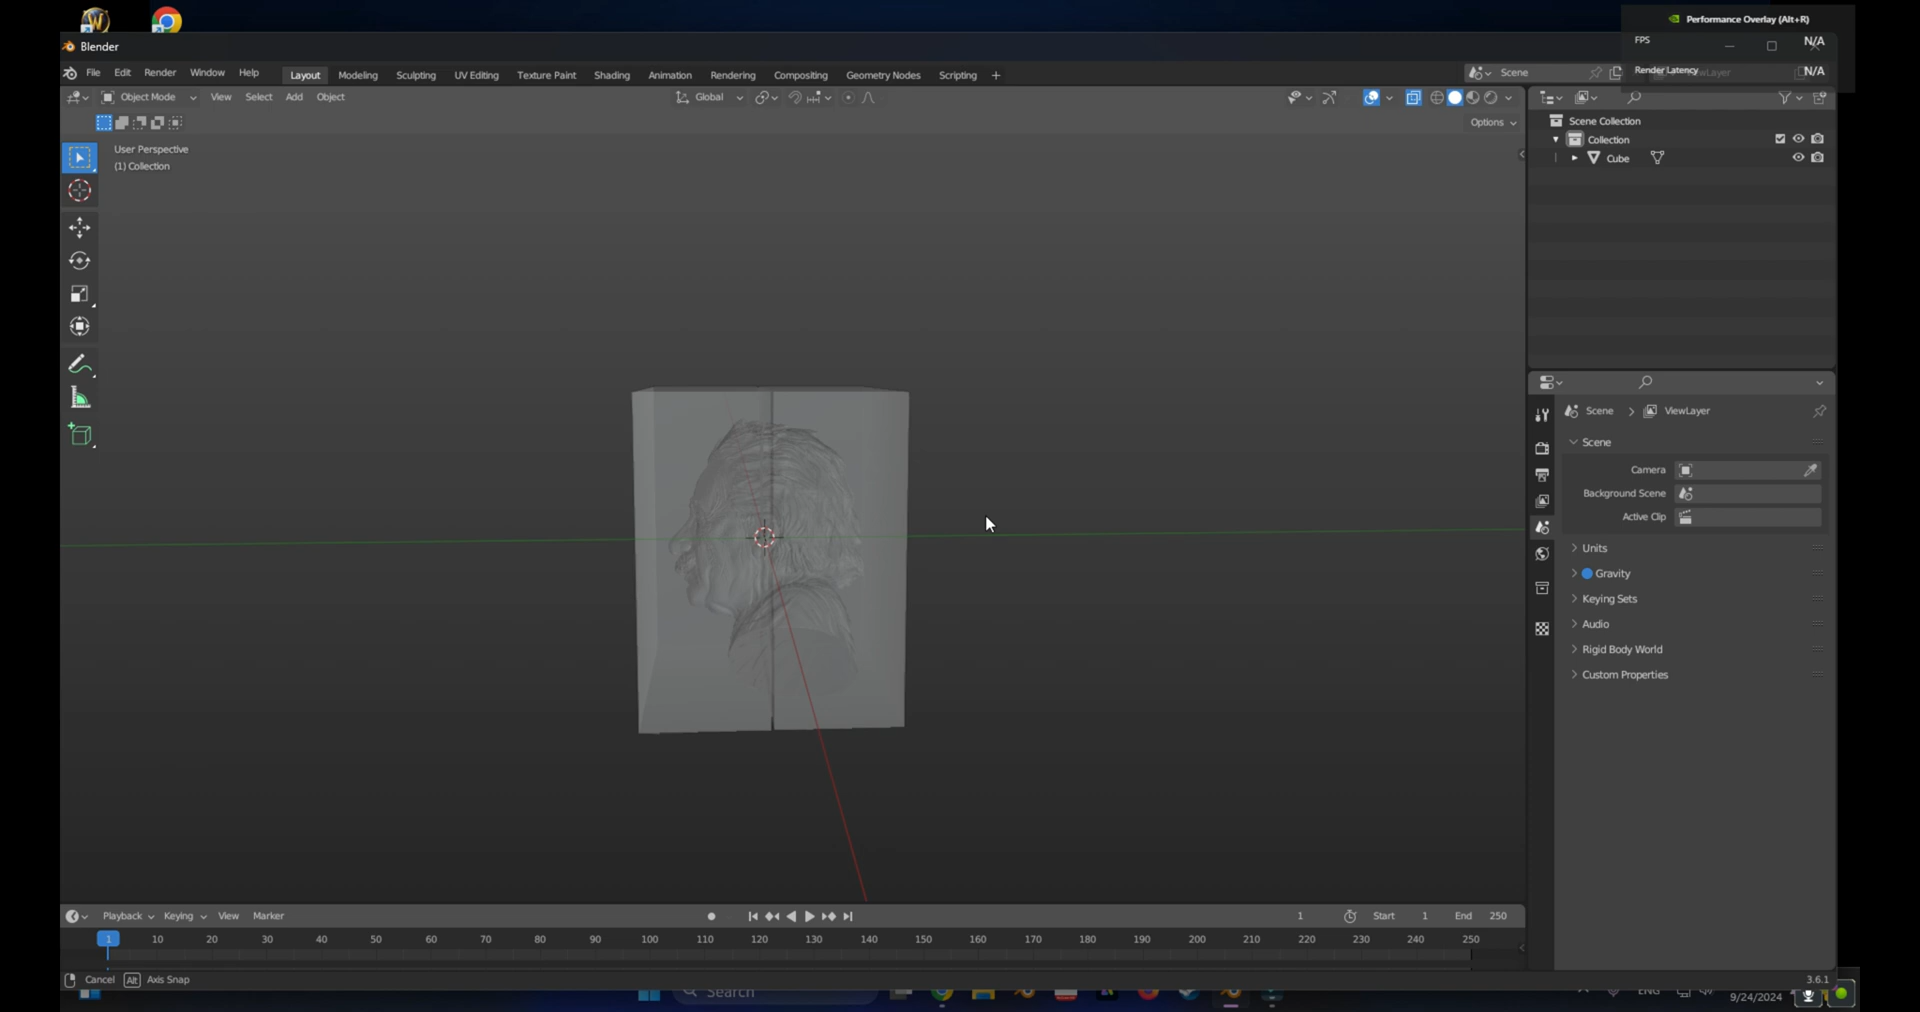 Performance Overlay (Alt+R)
FPS N/A
Render Latency N/A
Blender
File Edit Render Window Help Layout Modeling Sculpting UV Editing Texture Paint Shading Animation Rendering Compositing Geometry Nodes Scripting + Scene
Object Mode View Select Add Object Global
Options
User Perspective
(1) Collection
Scene Collection
Collection
Cube
Scene ViewLayer
Scene
Camera
Background Scene
Active Clip
Units
Gravity
Keying Sets
Audio
Rigid Body World
Custom Properties
Playback Keying View Marker 1 Start 1 End 250
1 10 20 30 40 50 60 70 80 90 100 110 120 130 140 150 160 170 180 190 200 210 220 230 240 250
Cancel Alt Axis Snap 3.6.1
Search ENG
9/24/2024